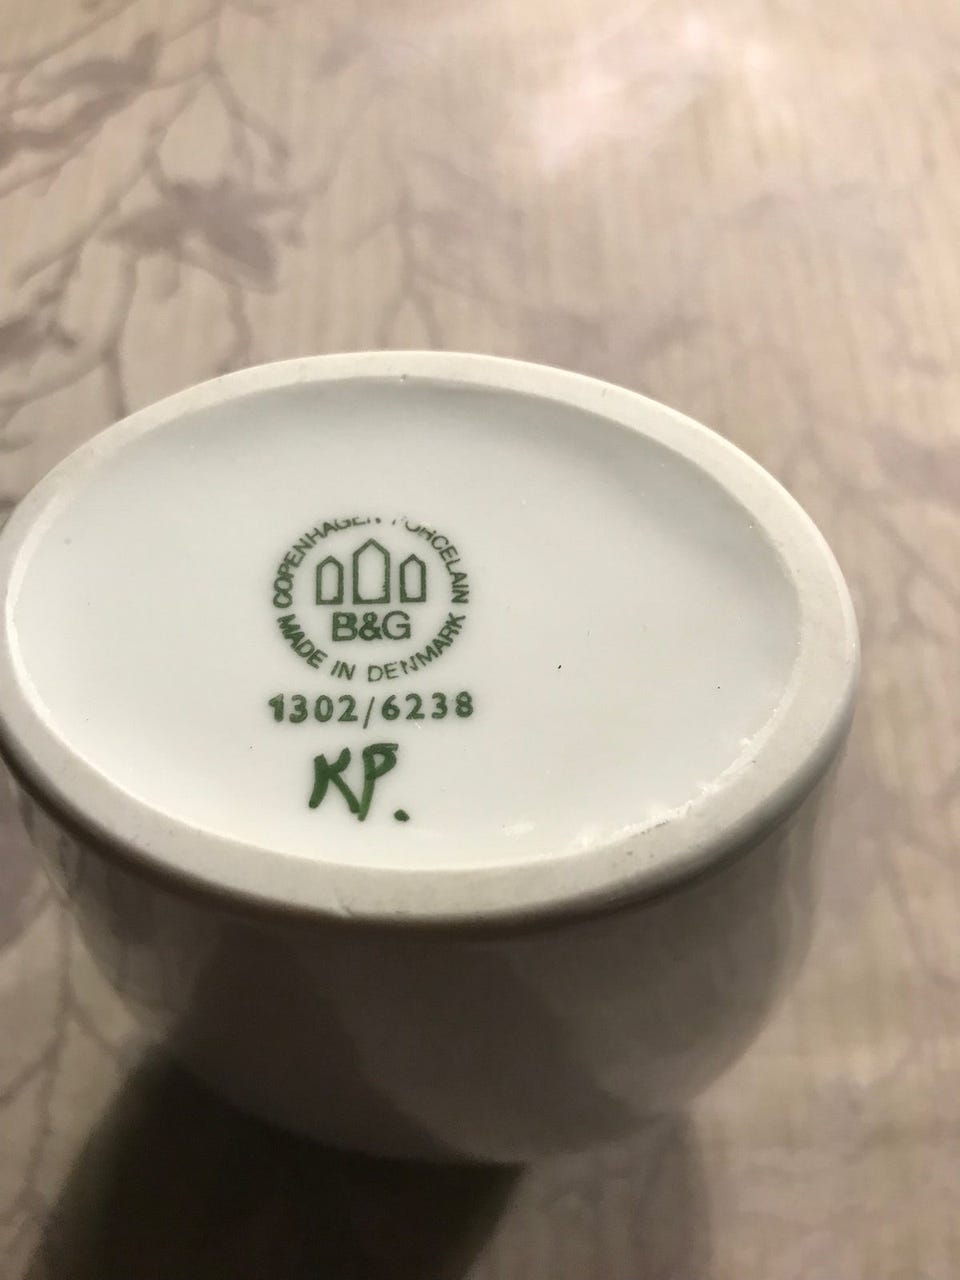 COPENHAGEN PORCELAIN
B&G
MADE IN DENMARK
1302/6238
KP.